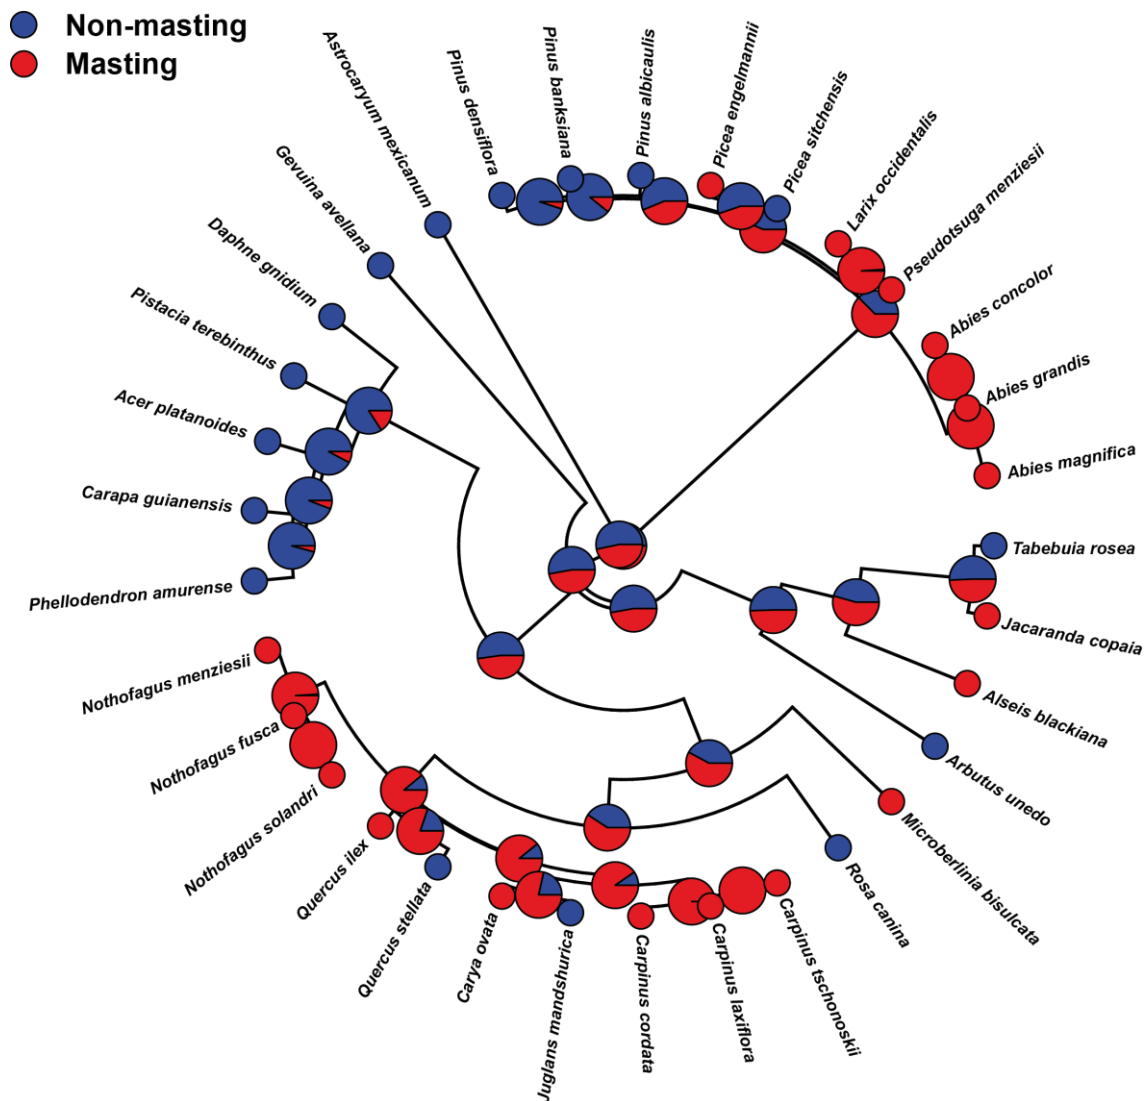 Non-masting
Masting
Astrocaryum mexicanum
Pinus densiflora
Pinus banksiana
Pinus albicaulis
Picea engelmannii
Picea sitchensis
Larix occidentalis
Pseudotsuga menziesii
Abies concolor
Abies grandis
Abies magnifica
Tabebuia rosea
Jacaranda copaia
Alseis blackiana
Arbutus unedo
Microberlinia bisulcata
Rosa canina
Carpinus tschonoskii
Carpinus laxiflora
Carpinus cordata
Juglans mandshurica
Carya ovata
Quercus stellata
Quercus ilex
Nothofagus solandri
Nothofagus fusca
Nothofagus menziesii
Phellodendron amurense
Carapa guianensis
Acer platanoides
Pistacia terebinthus
Daphne gnidium
Gevuina avellana